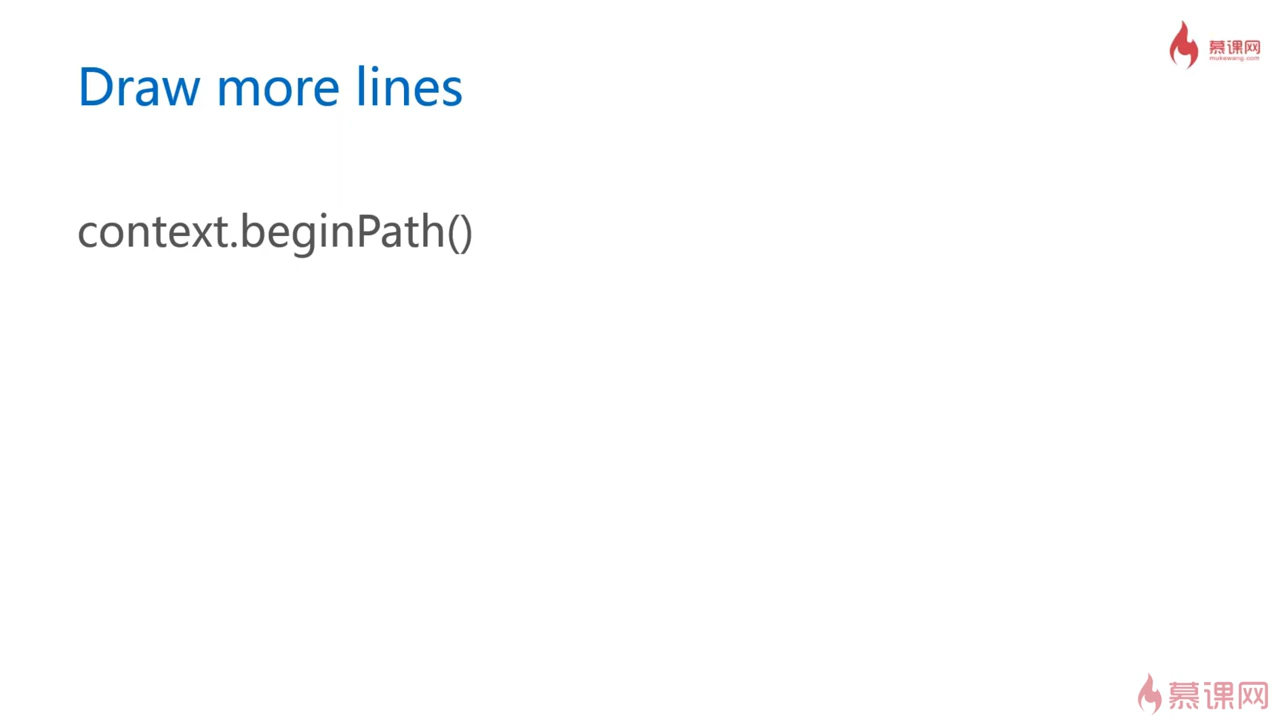 慕课网
mukewang.com
Draw more lines
context.beginPath()
慕课网